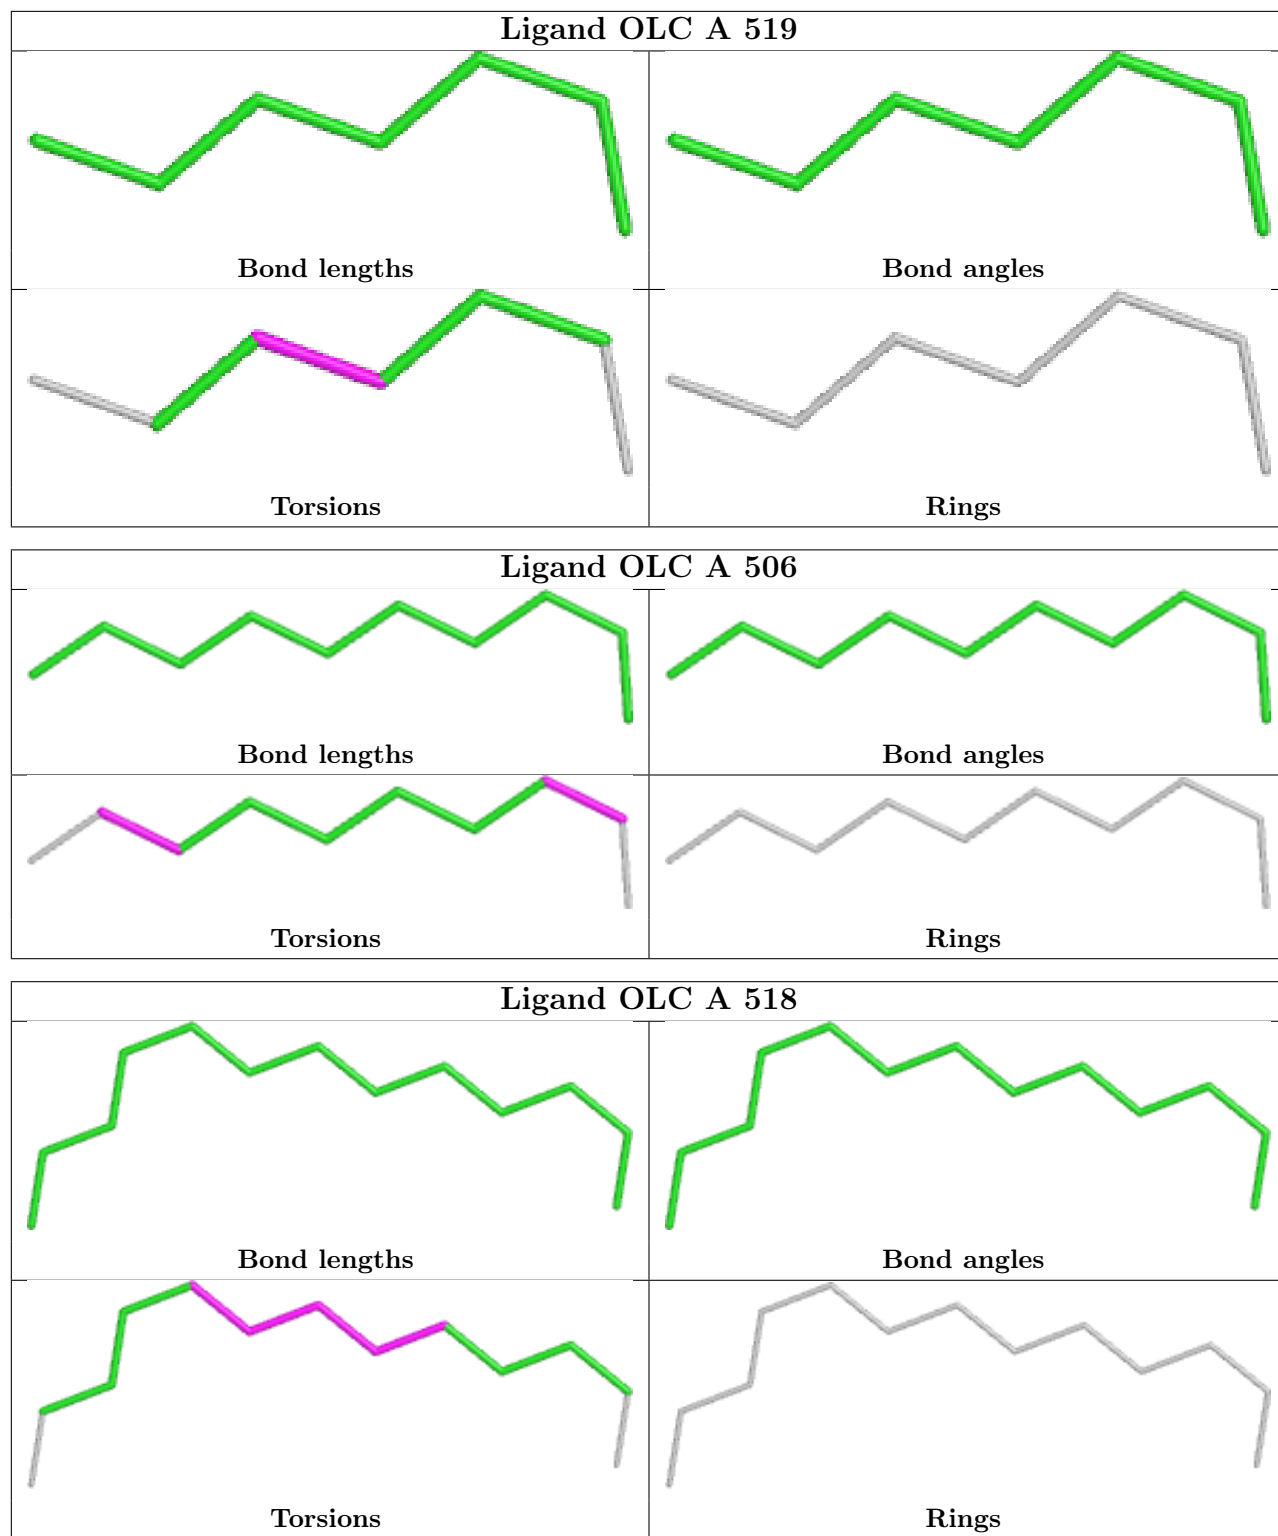 Ligand OLC A 519
Bond lengths
Bond angles
Torsions
Rings
Ligand OLC A 506
Bond lengths
Bond angles
Torsions
Rings
Ligand OLC A 518
Bond lengths
Bond angles
Torsions
Rings